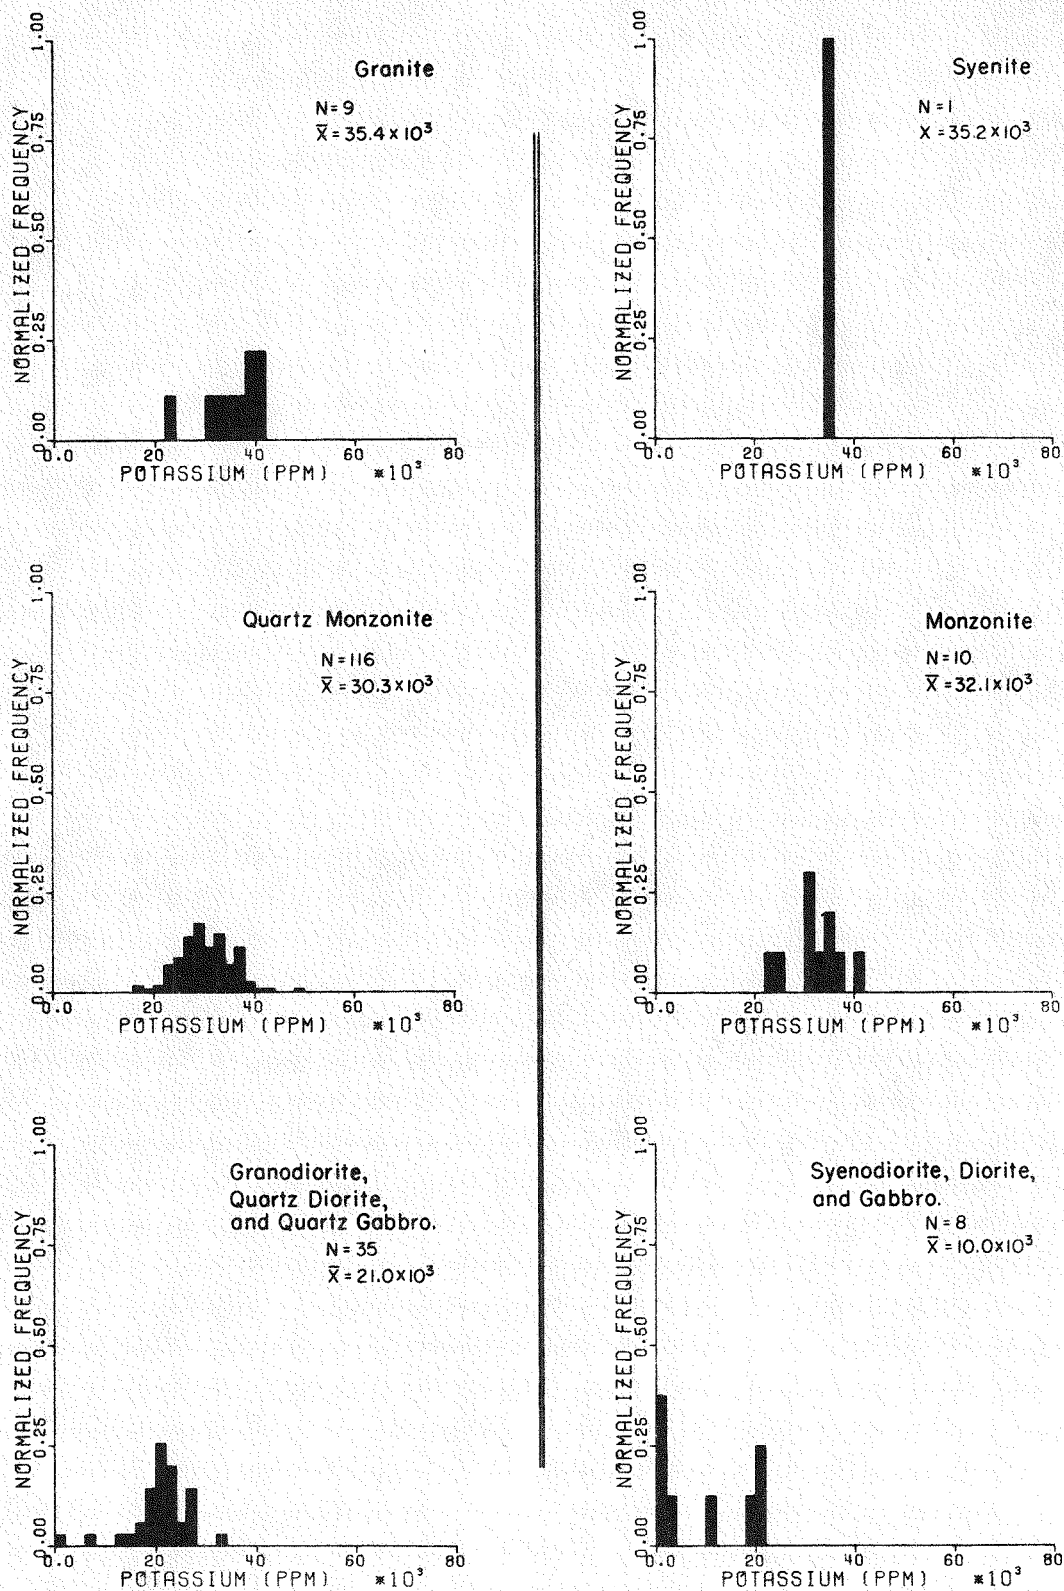 Granite
N=9
X̅=35.4×10³
NORMALIZED FREQUENCY
0.00 0.25 0.50 0.75 1.00
0.0 20 40 60 80
POTASSIUM (PPM) *10³
Syenite
N=1
X=35.2×10³
NORMALIZED FREQUENCY
0.00 0.25 0.50 0.75 1.00
0.0 20 40 60 80
POTASSIUM (PPM) *10³
Quartz Monzonite
N=116
X̅=30.3×10³
NORMALIZED FREQUENCY
0.00 0.25 0.50 0.75 1.00
0.0 20 40 60 80
POTASSIUM (PPM) *10³
Monzonite
N=10
X̅=32.1×10³
NORMALIZED FREQUENCY
0.00 0.25 0.50 0.75 1.00
0.0 20 40 60 80
POTASSIUM (PPM) *10³
Granodiorite,
Quartz Diorite,
and Quartz Gabbro.
N=35
X̅=21.0×10³
NORMALIZED FREQUENCY
0.00 0.25 0.50 0.75 1.00
0.0 20 40 60 80
POTASSIUM (PPM) *10³
Syenodiorite, Diorite,
and Gabbro.
N=8
X̅=10.0×10³
NORMALIZED FREQUENCY
0.00 0.25 0.50 0.75 1.00
0.0 20 40 60 80
POTASSIUM (PPM) *10³